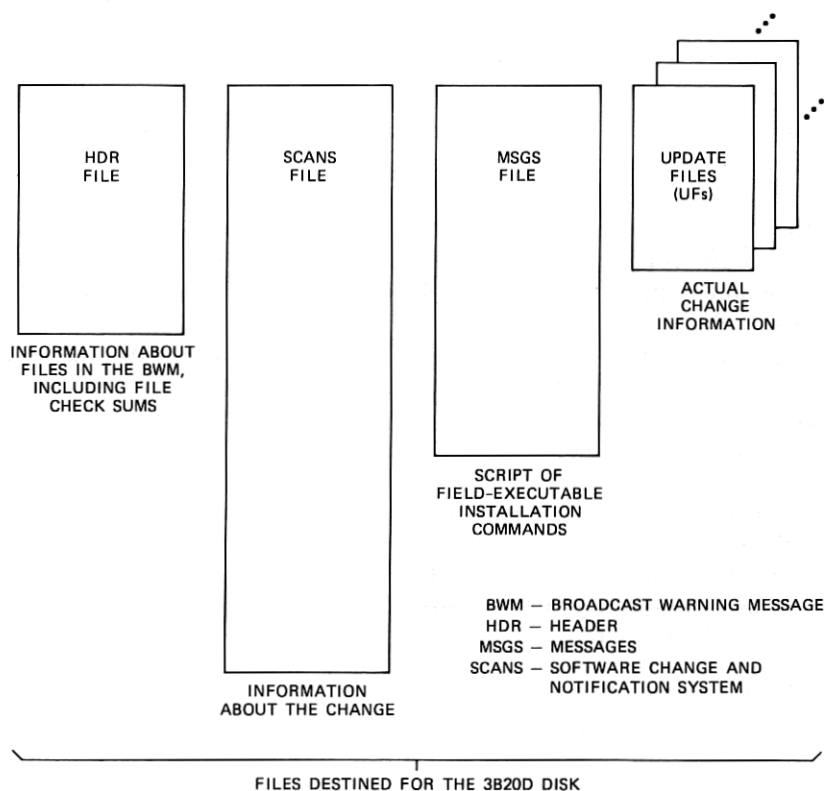 HDR
FILE
INFORMATION ABOUT
FILES IN THE BWM,
INCLUDING FILE
CHECK SUMS
SCANS
FILE
INFORMATION
ABOUT THE CHANGE
MSGS
FILE
SCRIPT OF
FIELD-EXECUTABLE
INSTALLATION
COMMANDS
UPDATE
FILES
(UFs)
ACTUAL
CHANGE
INFORMATION
BWM – BROADCAST WARNING MESSAGE
HDR – HEADER
MSGS – MESSAGES
SCANS – SOFTWARE CHANGE AND
NOTIFICATION SYSTEM
FILES DESTINED FOR THE 3B20D DISK